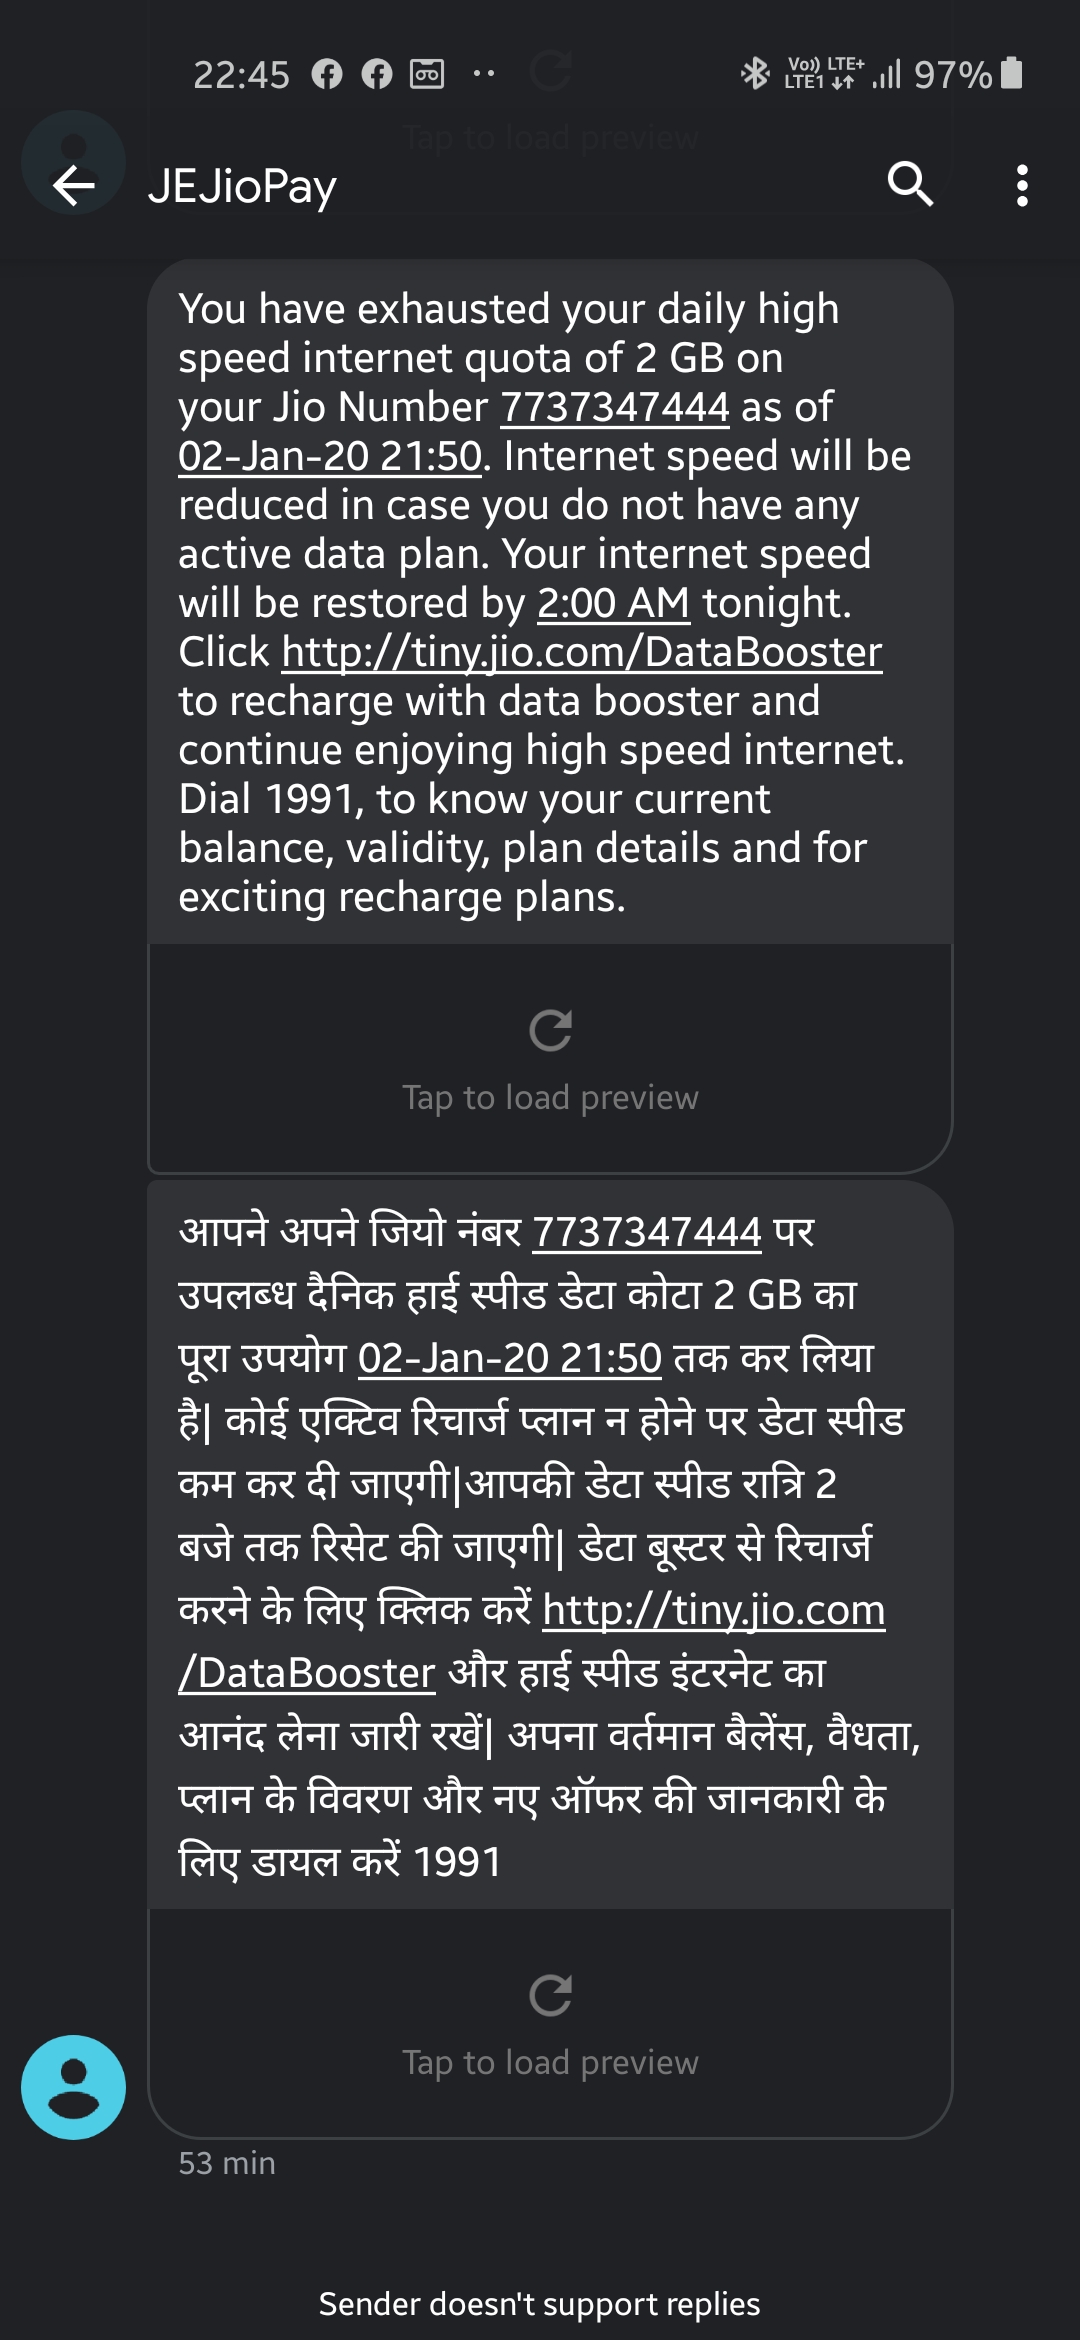 22:45
Vo)) LTE+
LTE1
97%
Tap to load preview
JEJioPay
You have exhausted your daily high
speed internet quota of 2 GB on
your Jio Number 7737347444 as of
02-Jan-20 21:50. Internet speed will be
reduced in case you do not have any
active data plan. Your internet speed
will be restored by 2:00 AM tonight.
Click http://tiny.jio.com/DataBooster
to recharge with data booster and
continue enjoying high speed internet.
Dial 1991, to know your current
balance, validity, plan details and for
exciting recharge plans.
Tap to load preview
आपने अपने जियो नंबर 7737347444 पर
उपलब्ध दैनिक हाई स्पीड डेटा कोटा 2 GB का
पूरा उपयोग 02-Jan-20 21:50 तक कर लिया
है| कोई एक्टिव रिचार्ज प्लान न होने पर डेटा स्पीड
कम कर दी जाएगी|आपकी डेटा स्पीड रात्रि 2
बजे तक रिसेट की जाएगी| डेटा बूस्टर से रिचार्ज
करने के लिए क्लिक करें http://tiny.jio.com
/DataBooster और हाई स्पीड इंटरनेट का
आनंद लेना जारी रखें| अपना वर्तमान बैलेंस, वैधता,
प्लान के विवरण और नए ऑफर की जानकारी के
लिए डायल करें 1991
Tap to load preview
53 min
Sender doesn't support replies